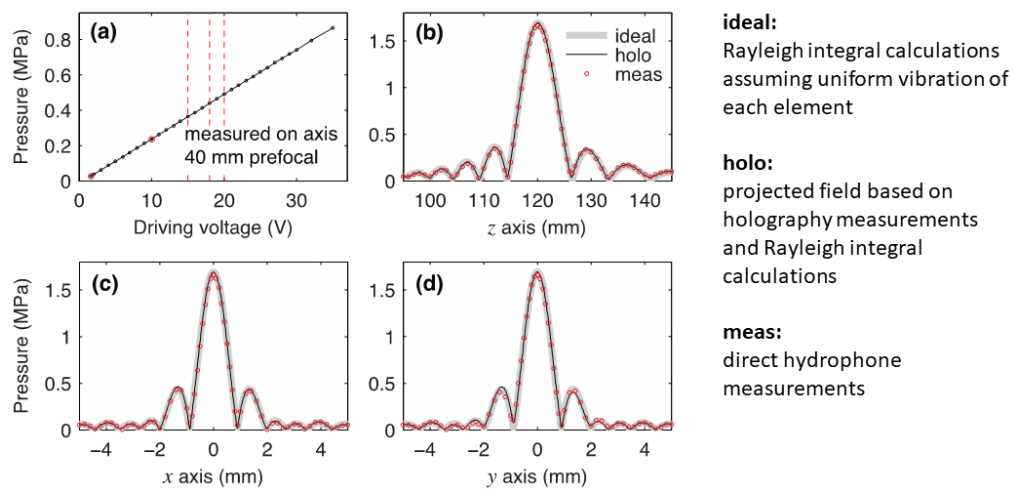 (a)
Pressure (MPa)
0.8
0.6
0.4
0.2
0
measured on axis
40 mm prefocal
0 10 20 30
Driving voltage (V)
(b)
ideal
holo
meas
1.5
1
0.5
0
100 110 120 130 140
z axis (mm)
(c)
Pressure (MPa)
1.5
1
0.5
0
−4 −2 0 2 4
x axis (mm)
(d)
1.5
1
0.5
0
−4 −2 0 2 4
y axis (mm)
ideal:
Rayleigh integral calculations
assuming uniform vibration of
each element
holo:
projected field based on
holography measurements
and Rayleigh integral
calculations
meas:
direct hydrophone
measurements